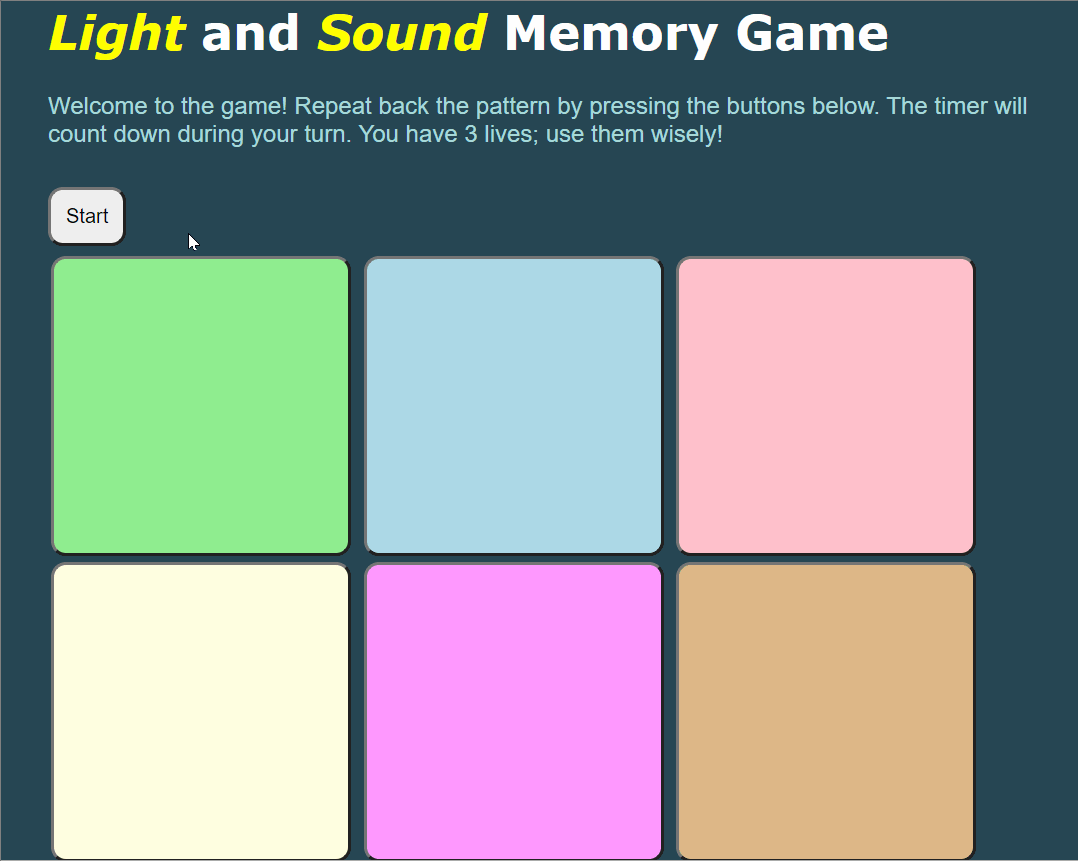 Light and Sound Memory Game
Welcome to the game! Repeat back the pattern by pressing the buttons below. The timer will
count down during your turn. You have 3 lives; use them wisely!
Start